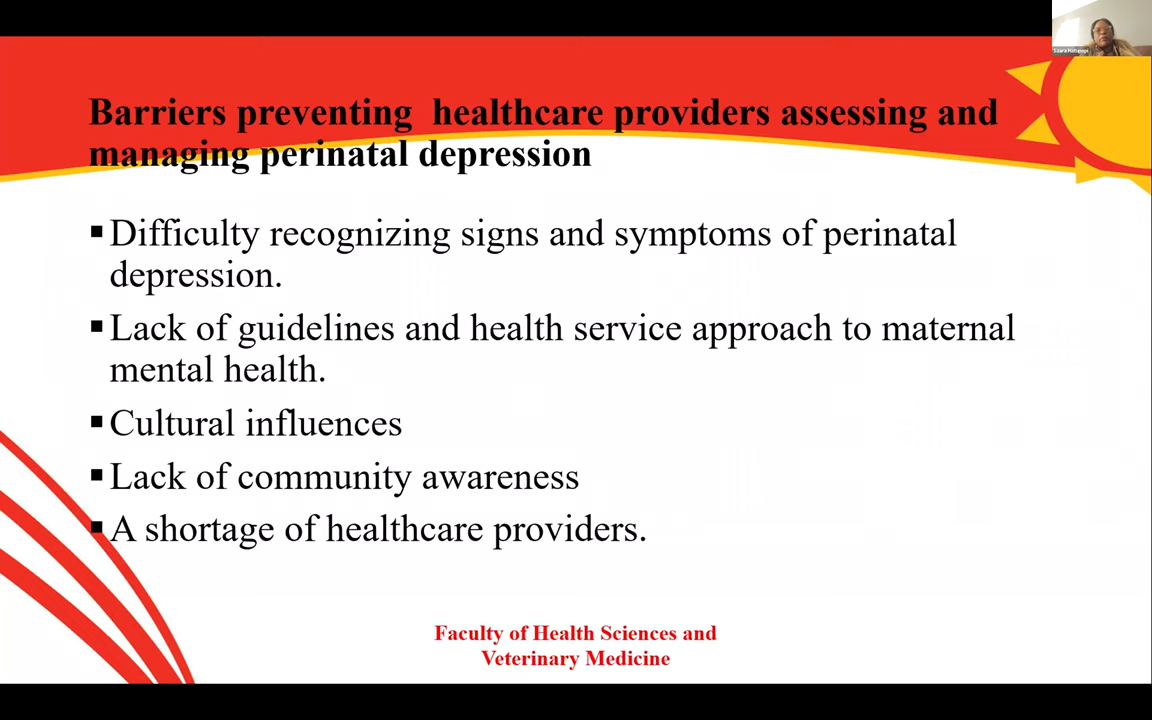 Barriers preventing healthcare providers assessing and
managing perinatal depression
▪Difficulty recognizing signs and symptoms of perinatal
depression.
▪Lack of guidelines and health service approach to maternal
mental health.
▪Cultural influences
▪Lack of community awareness
▪A shortage of healthcare providers.
Faculty of Health Sciences and
Veterinary Medicine